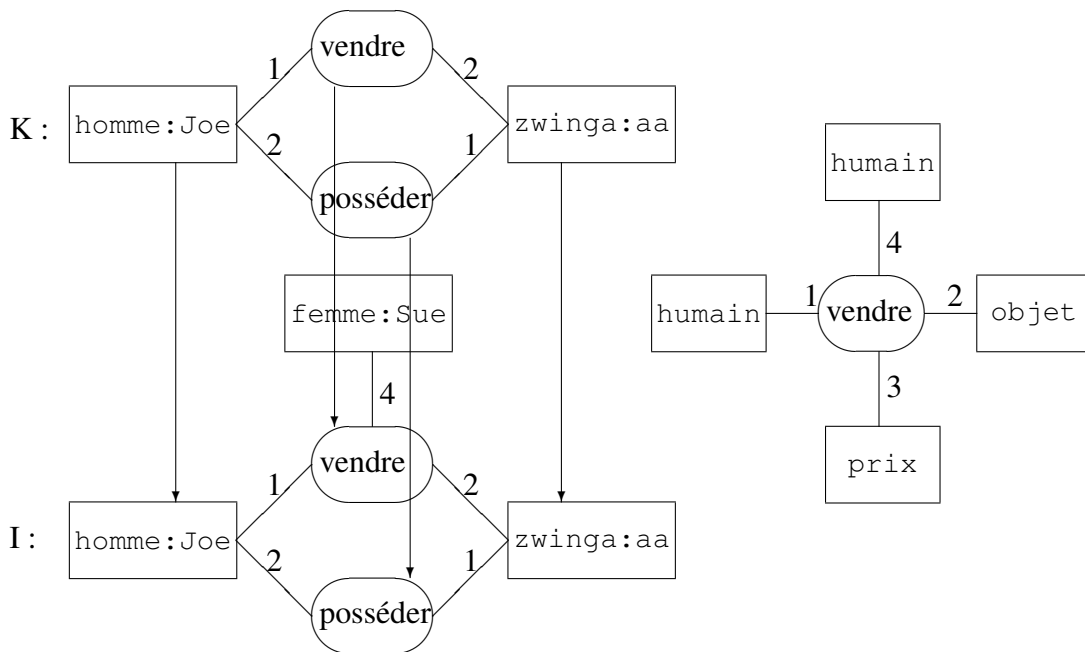 vendre
1
2
K :
homme:Joe
zwinga:aa
2
1
posséder
humain
4
femme:Sue
humain
1
vendre
2
objet
4
3
vendre
prix
1
2
I :
homme:Joe
zwinga:aa
2
1
posséder